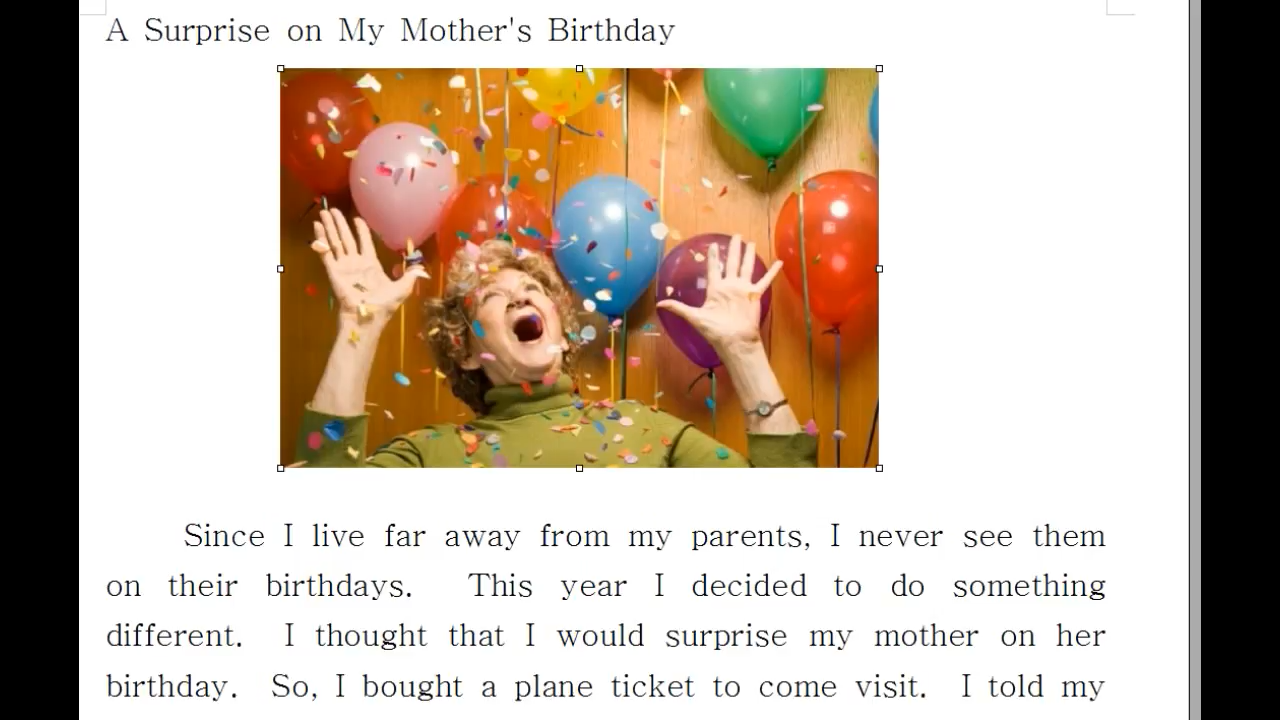 A Surprise on My Mother's Birthday
Since I live far away from my parents, I never see them
on their birthdays. This year I decided to do something
different. I thought that I would surprise my mother on her
birthday. So, I bought a plane ticket to come visit. I told my